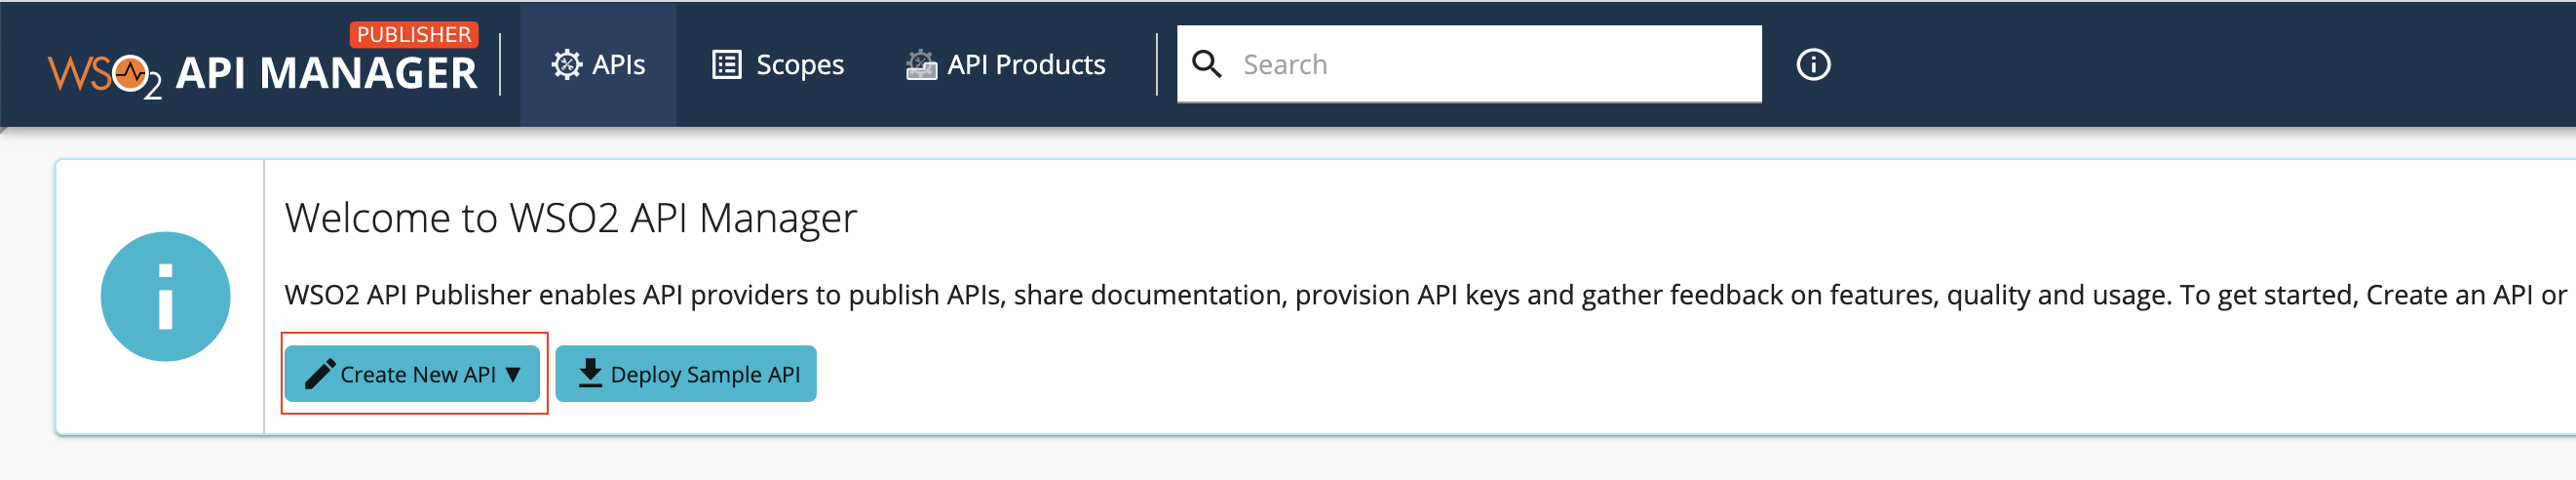 PUBLISHER
WSO2 API MANAGER
APIs
Scopes
API Products
Search
Welcome to WSO2 API Manager
WSO2 API Publisher enables API providers to publish APIs, share documentation, provision API keys and gather feedback on features, quality and usage. To get started, Create an API or
Create New API ▼
Deploy Sample API